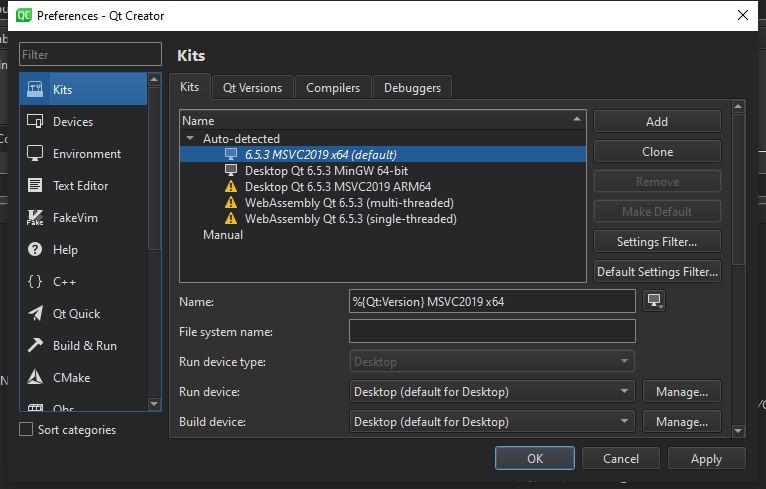 Preferences - Qt Creator
Filter
Kits
Kits
Devices
Environment
Text Editor
FakeVim
Help
C++
Qt Quick
Build & Run
CMake
Qbs
Sort categories
Kits Qt Versions Compilers Debuggers
Name
Auto-detected
6.5.3 MSVC2019 x64 (default)
Desktop Qt 6.5.3 MinGW 64-bit
Desktop Qt 6.5.3 MSVC2019 ARM64
WebAssembly Qt 6.5.3 (multi-threaded)
WebAssembly Qt 6.5.3 (single-threaded)
Manual
Add
Clone
Remove
Make Default
Settings Filter...
Default Settings Filter...
Name: %{Qt:Version} MSVC2019 x64
File system name:
Run device type: Desktop
Run device: Desktop (default for Desktop) Manage...
Build device: Desktop (default for Desktop) Manage...
OK Cancel Apply